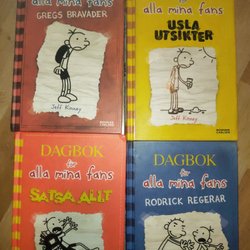 alla mina fans
GREGS BRAVADER
Jeff Kinney
alla mina fans
USLA
UTSIKTER
Jeff Kinney
DAGBOK
för
alla mina fans
SATSA ALLT
DAGBOK
för
alla mina fans
RODRICK REGERAR